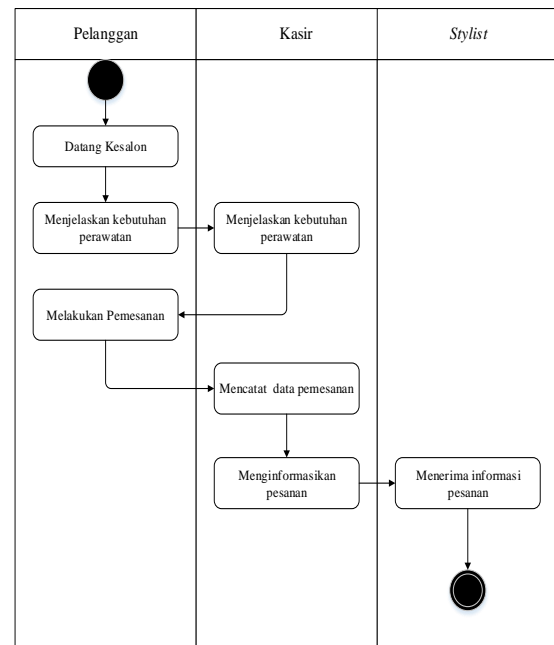 Pelanggan
Kasir
Stylist
Datang Kesalon
Menjelaskan kebutuhan
perawatan
Menjelaskan kebutuhan
perawatan
Melakukan Pemesanan
Mencatat data pemesanan
Menginformasikan
pesanan
Menerima informasi
pesanan